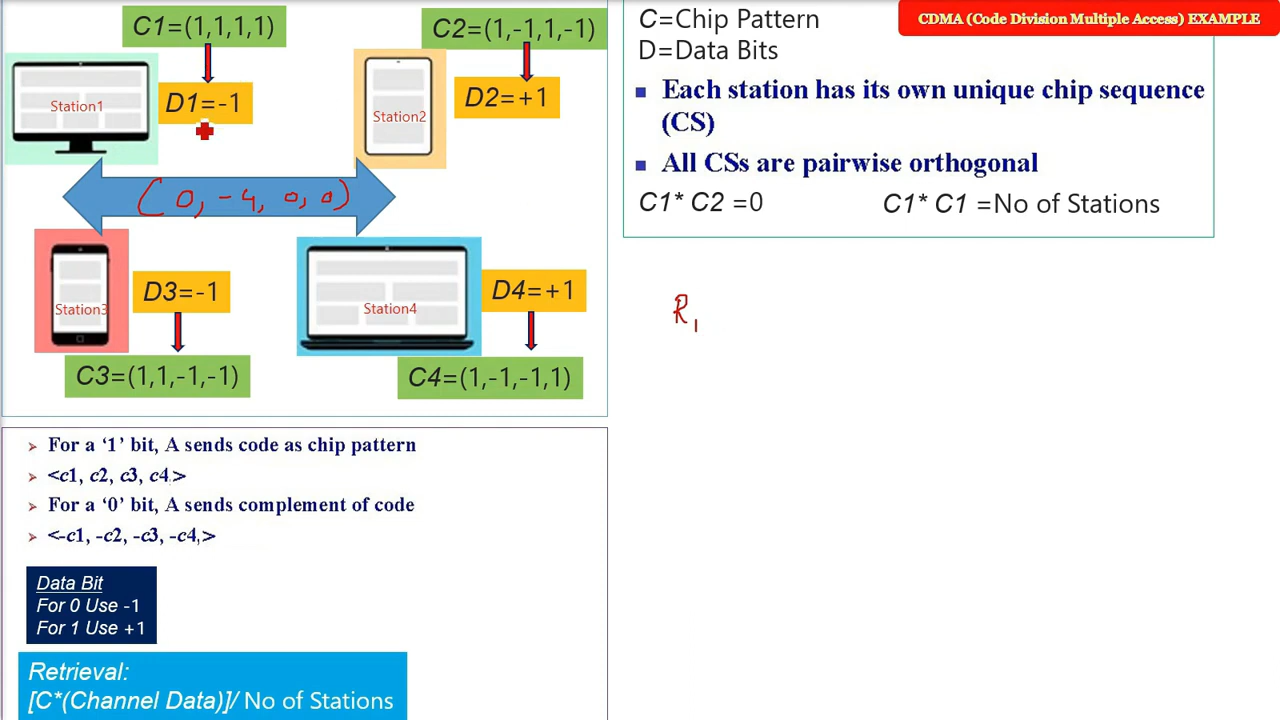 C1=(1,1,1,1)
C2=(1,-1,1,-1)
Station1
D1=-1
Station2
D2=+1
(0, -4, 0, 0)
Station3
D3=-1
Station4
D4=+1
C3=(1,1,-1,-1)
C4=(1,-1,-1,1)
For a ‘1’ bit, A sends code as chip pattern
<c1, c2, c3, c4>
For a ‘0’ bit, A sends complement of code
<-c1, -c2, -c3, -c4,>
Data Bit
For 0 Use -1
For 1 Use +1
Retrieval:
[C*(Channel Data)]/ No of Stations
CDMA (Code Division Multiple Access) EXAMPLE
C=Chip Pattern
D=Data Bits
Each station has its own unique chip sequence
(CS)
All CSs are pairwise orthogonal
C1* C2 =0 C1* C1 =No of Stations
R1